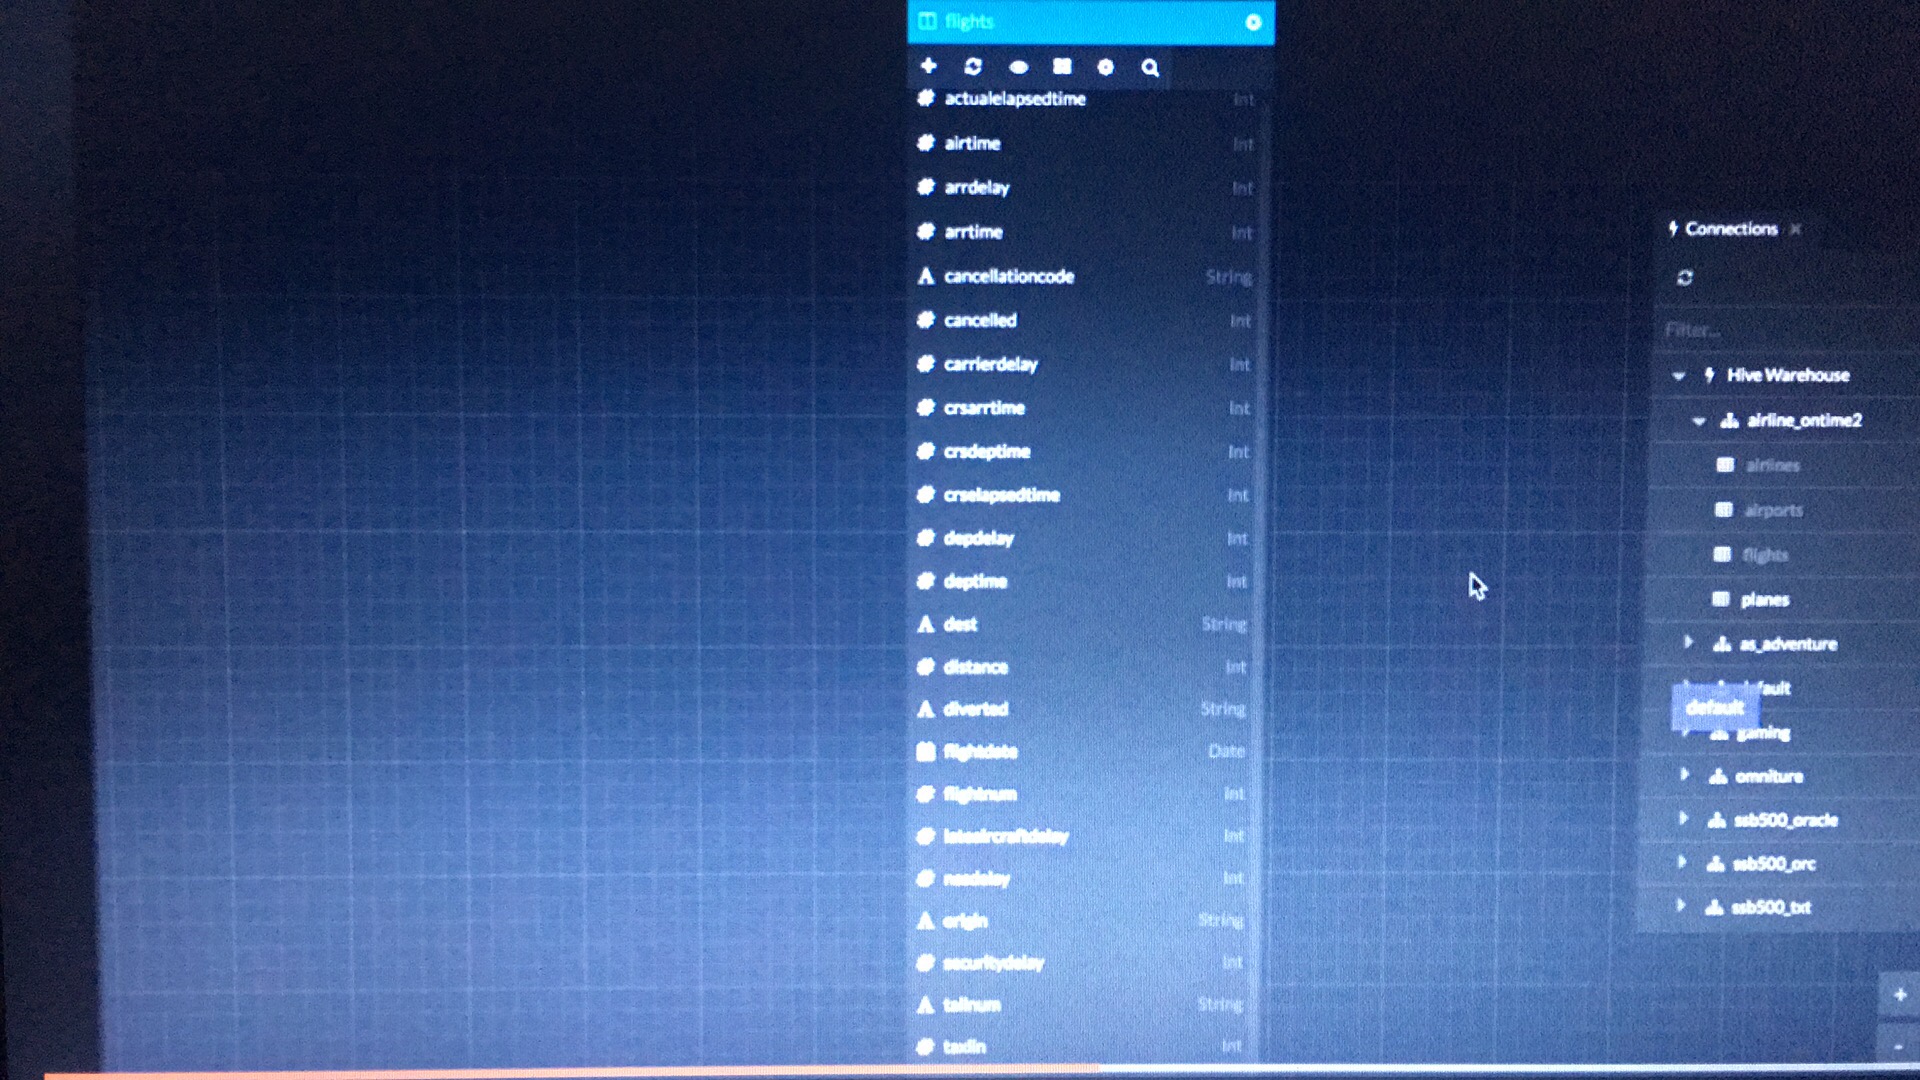 flights
actualelapsedtime Int
airtime Int
arrdelay Int
arrtime Int
cancellationcode String
cancelled Int
carrierdelay Int
crsarrtime Int
crsdeptime Int
crselapsedtime Int
depdelay Int
deptime Int
dest String
distance Int
diverted String
flightdate Date
flightnum Int
lateaircraftdelay Int
nasdelay Int
origin String
securitydelay Int
tailnum String
taxiin Int
Connections
Filter...
Hive Warehouse
airline_ontime2
airlines
airports
flights
planes
as_adventure
fault
default
gaming
omniture
ssb500_oracle
ssb500_orc
ssb500_txt